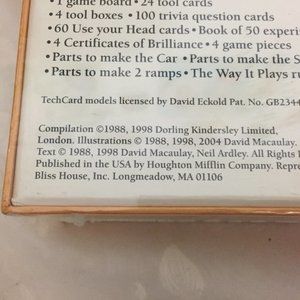 • 1 game board • 24 tool cards
• 4 tool boxes • 100 trivia question cards
• 60 Use your Head cards • Book of 50 experi
• 4 Certificates of Brilliance • 4 game pieces
• Parts to make the Car • Parts to make the S
• Parts to make 2 ramps • The Way It Plays ru
TechCard models licensed by David Eckold Pat. No. GB2344
Compilation ©1988, 1998 Dorling Kindersley Limited,
London. Illustrations © 1988, 1998, 2004 David Macaulay.
Text © 1988, 1998 David Macaulay, Neil Ardley. All Rights
Published in the USA by Houghton Mifflin Company. Repre
Bliss House, Inc. Longmeadow, MA 01106